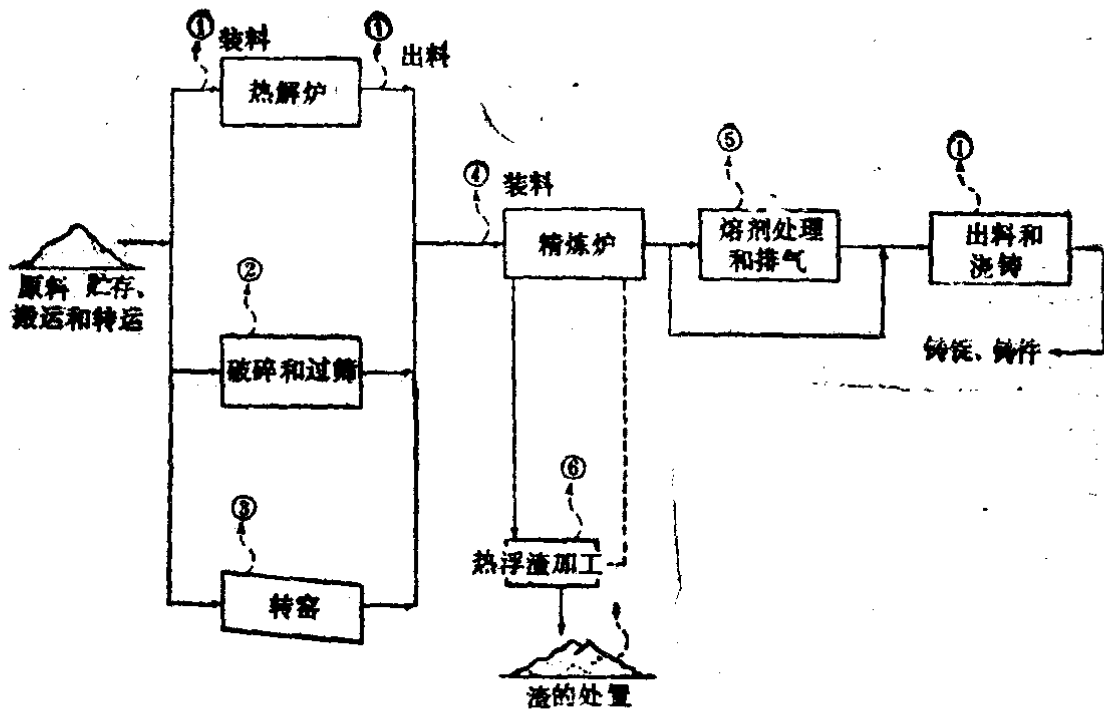 ① 装料
① 出料
热解炉
原料 贮存、
搬运和转运
②
破碎和过筛
③
转窑
④ 装料
精炼炉
⑤
熔剂处理
和排气
①
出料和
浇铸
铸锭、铸件
⑥
热浮渣加工
渣的处置